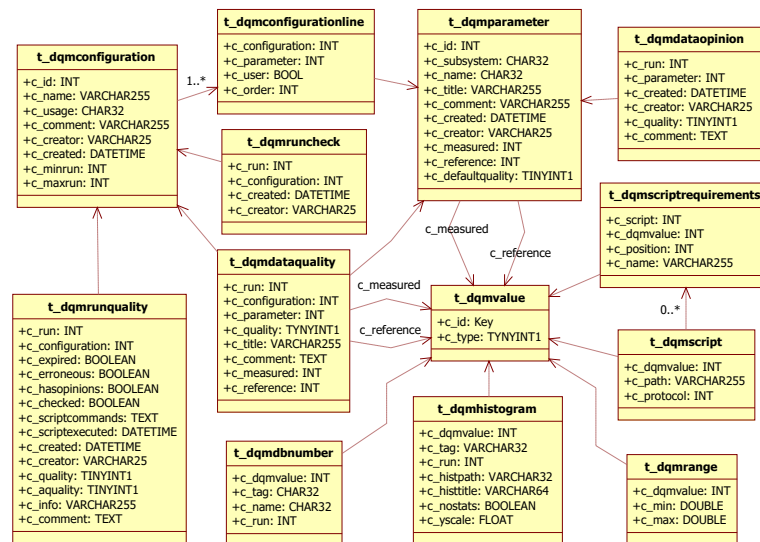 t_dqmconfiguration
+c_id: INT
+c_name: VARCHAR255
+c_usage: CHAR32
+c_comment: VARCHAR255
+c_creator: VARCHAR25
+c_created: DATETIME
+c_minrun: INT
+c_maxrun: INT
1..*
t_dqmconfigurationline
+c_configuration: INT
+c_parameter: INT
+c_user: BOOL
+c_order: INT
t_dqmparameter
+c_id: INT
+c_subsystem: CHAR32
+c_name: CHAR32
+c_title: VARCHAR255
+c_comment: VARCHAR255
+c_created: DATETIME
+c_creator: VARCHAR25
+c_measured: INT
+c_reference: INT
+c_defaultquality: TINYINT1
t_dqmdataopinion
+c_run: INT
+c_parameter: INT
+c_created: DATETIME
+c_creator: VARCHAR25
+c_quality: TINYINT1
+c_comment: TEXT
t_dqmruncheck
+c_run: INT
+c_configuration: INT
+c_created: DATETIME
+c_creator: VARCHAR25
c_measured
c_reference
t_dqmscriptrequirements
+c_script: INT
+c_dqmvalue: INT
+c_position: INT
+c_name: VARCHAR255
t_dqmdataquality
+c_run: INT
+c_configuration: INT
+c_parameter: INT
+c_quality: TYNYINT1
+c_title: VARCHAR255
+c_comment: TEXT
+c_measured: INT
+c_reference: INT
c_measured
c_reference
t_dqmvalue
+c_id: Key
+c_type: TYNYINT1
0..*
t_dqmscript
+c_dqmvalue: INT
+c_path: VARCHAR255
+c_protocol: INT
t_dqmrunquality
+c_run: INT
+c_configuration: INT
+c_expired: BOOLEAN
+c_erroneous: BOOLEAN
+c_hasopinions: BOOLEAN
+c_checked: BOOLEAN
+c_scriptcommands: TEXT
+c_scriptexecuted: DATETIME
+c_created: DATETIME
+c_creator: VARCHAR25
+c_quality: TINYINT1
+c_aquality: TINYINT1
+c_info: VARCHAR255
+c_comment: TEXT
t_dqmdbnumber
+c_dqmvalue: INT
+c_tag: CHAR32
+c_name: CHAR32
+c_run: INT
t_dqmhistogram
+c_dqmvalue: INT
+c_tag: VARCHAR32
+c_run: INT
+c_histpath: VARCHAR32
+c_histtitle: VARCHAR64
+c_nostats: BOOLEAN
+c_yscale: FLOAT
t_dqmrange
+c_dqmvalue: INT
+c_min: DOUBLE
+c_max: DOUBLE